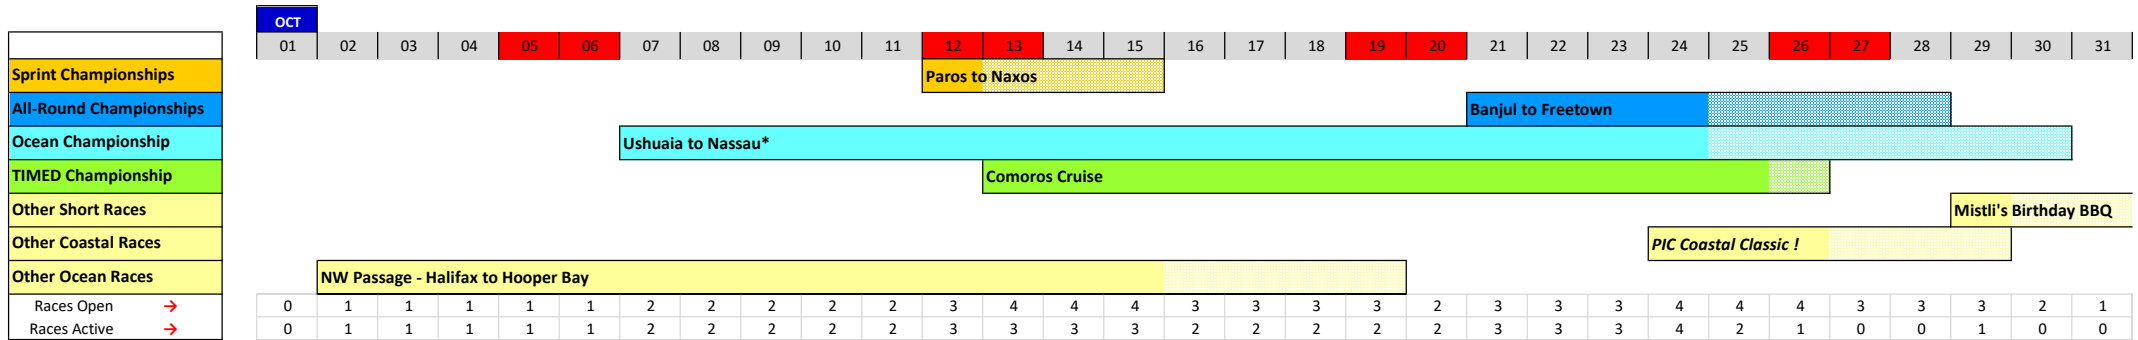 OCT
01 02 03 04 05 06 07 08 09 10 11 12 13 14 15 16 17 18 19 20 21 22 23 24 25 26 27 28 29 30 31
Sprint Championships Paros to Naxos
All-Round Championships Banjul to Freetown
Ocean Championship Ushuaia to Nassau*
TIMED Championship Comoros Cruise
Other Short Races Mistli's Birthday BBQ
Other Coastal Races PIC Coastal Classic !
Other Ocean Races NW Passage - Halifax to Hooper Bay
Races Open → 0 1 1 1 1 1 2 2 2 2 2 3 4 4 4 3 3 3 3 2 3 3 3 4 4 4 3 3 3 2 1
Races Active → 0 1 1 1 1 1 2 2 2 2 2 3 3 3 3 2 2 2 2 2 3 3 3 4 2 1 0 0 1 0 0